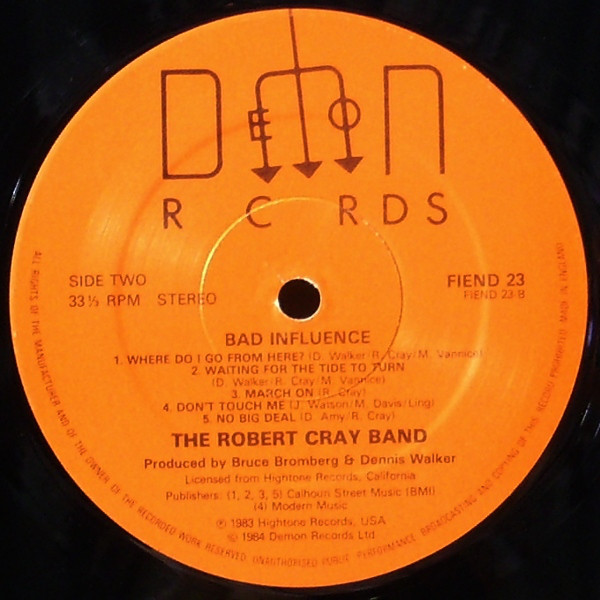 DEMON
RECORDS
SIDE TWO
33⅓ RPM STEREO
FIEND 23
FIEND 23 B
BAD INFLUENCE
1. WHERE DO I GO FROM HERE? (D. Walker/R. Cray/M. Vannice)
2. WAITING FOR THE TIDE TO TURN
(D. Walker/R. Cray/M. Vannice)
3. MARCH ON (R. Cray)
4. DON'T TOUCH ME (J. Watson/M. Davis/Ling)
5. NO BIG DEAL (D. Amy/R. Cray)
THE ROBERT CRAY BAND
Produced by Bruce Bromberg & Dennis Walker
Licensed from Hightone Records, California
Publishers: (1, 2, 3, 5) Calhoun Street Music (BMI)
(4) Modern Music
℗ 1983 Hightone Records, USA
© 1984 Demon Records Ltd.
ALL RIGHTS OF THE MANUFACTURER AND OF THE OWNER OF THE RECORDED WORK RESERVED. UNAUTHORISED PUBLIC PERFORMANCE BROADCASTING AND COPYING OF THIS RECORD PROHIBITED. MADE IN ENGLAND